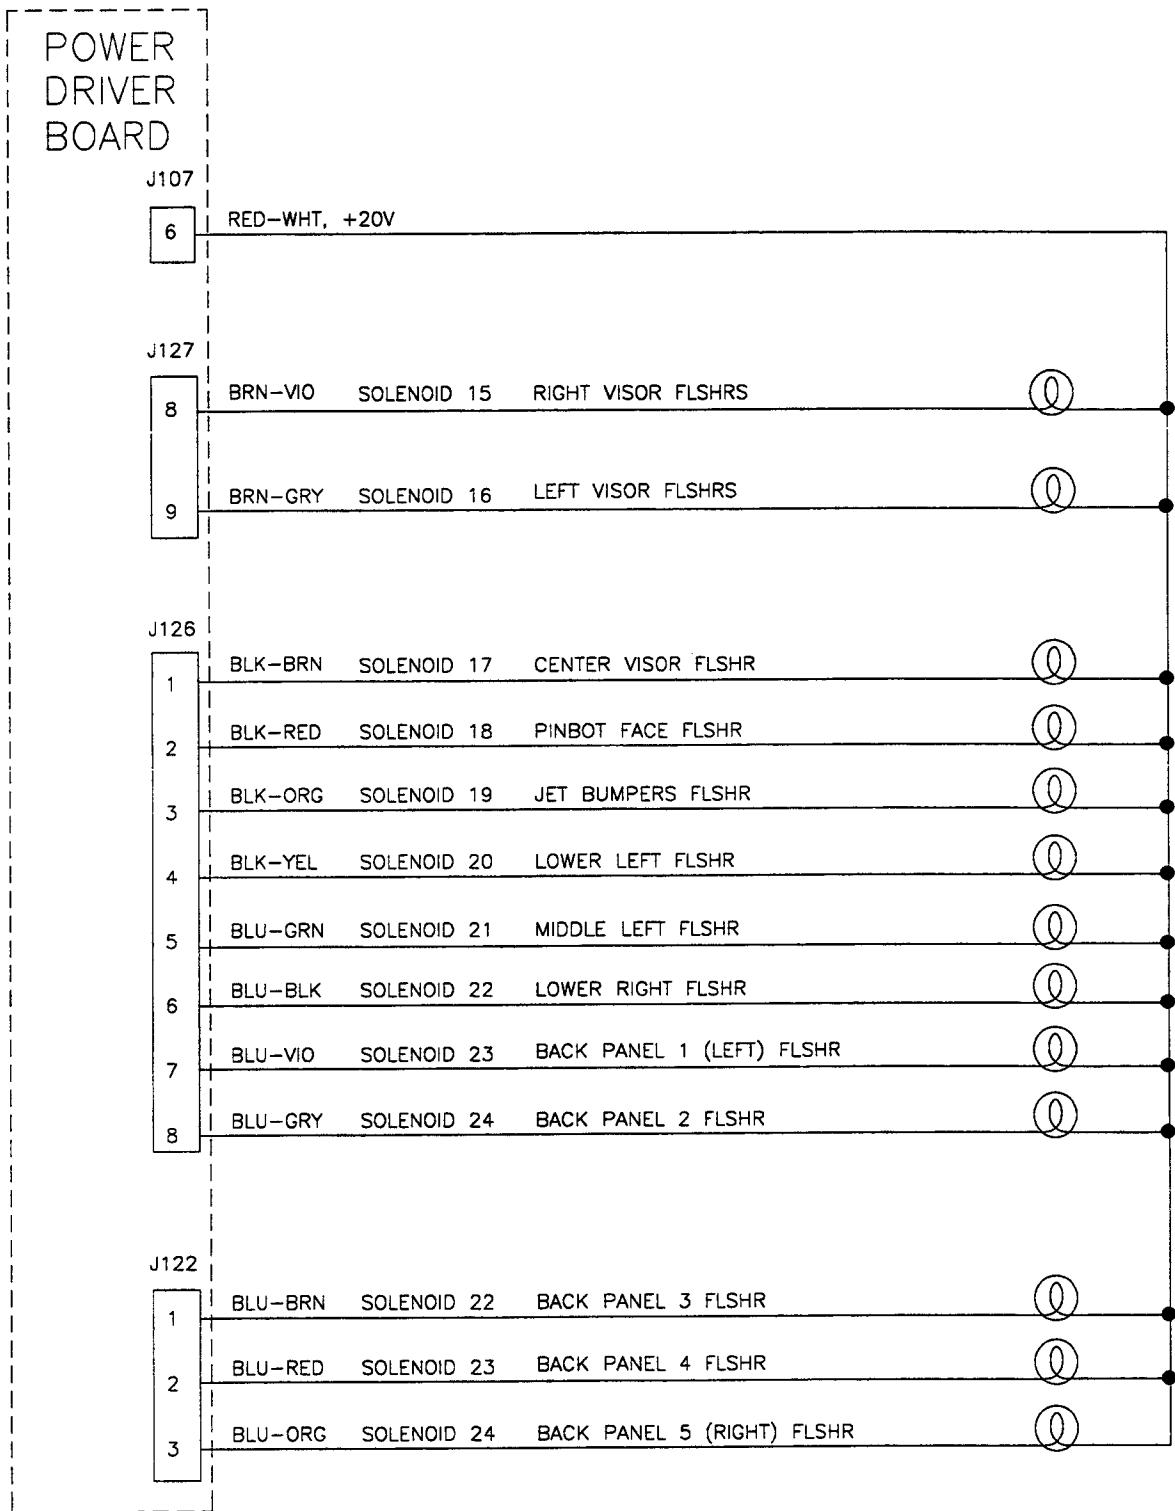 POWER
DRIVER
BOARD
J107
6 RED-WHT, +20V
J127
8 BRN-VIO SOLENOID 15 RIGHT VISOR FLSHRS
9 BRN-GRY SOLENOID 16 LEFT VISOR FLSHRS
J126
1 BLK-BRN SOLENOID 17 CENTER VISOR FLSHR
2 BLK-RED SOLENOID 18 PINBOT FACE FLSHR
3 BLK-ORG SOLENOID 19 JET BUMPERS FLSHR
4 BLK-YEL SOLENOID 20 LOWER LEFT FLSHR
5 BLU-GRN SOLENOID 21 MIDDLE LEFT FLSHR
6 BLU-BLK SOLENOID 22 LOWER RIGHT FLSHR
7 BLU-VIO SOLENOID 23 BACK PANEL 1 (LEFT) FLSHR
8 BLU-GRY SOLENOID 24 BACK PANEL 2 FLSHR
J122
1 BLU-BRN SOLENOID 22 BACK PANEL 3 FLSHR
2 BLU-RED SOLENOID 23 BACK PANEL 4 FLSHR
3 BLU-ORG SOLENOID 24 BACK PANEL 5 (RIGHT) FLSHR